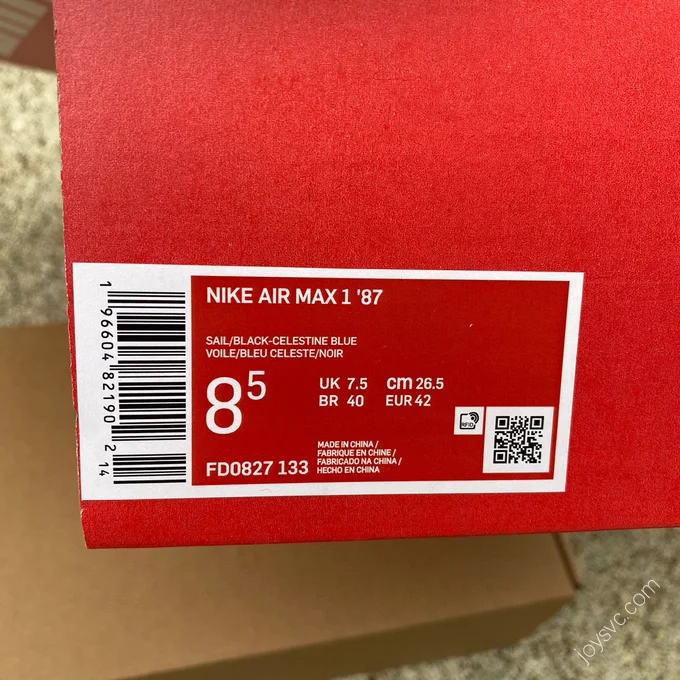 NIKE AIR MAX 1 '87
SAIL/BLACK-CELESTINE BLUE
VOILE/BLEU CELESTE/NOIR
8 5
UK 7.5 cm 26.5
BR 40 EUR 42
FD0827 133
MADE IN CHINA /
FABRIQUE EN CHINE /
FABRICADO NA CHINA /
HECHO EN CHINA
RFID
1 96604 82190 2 14
joysvc.com